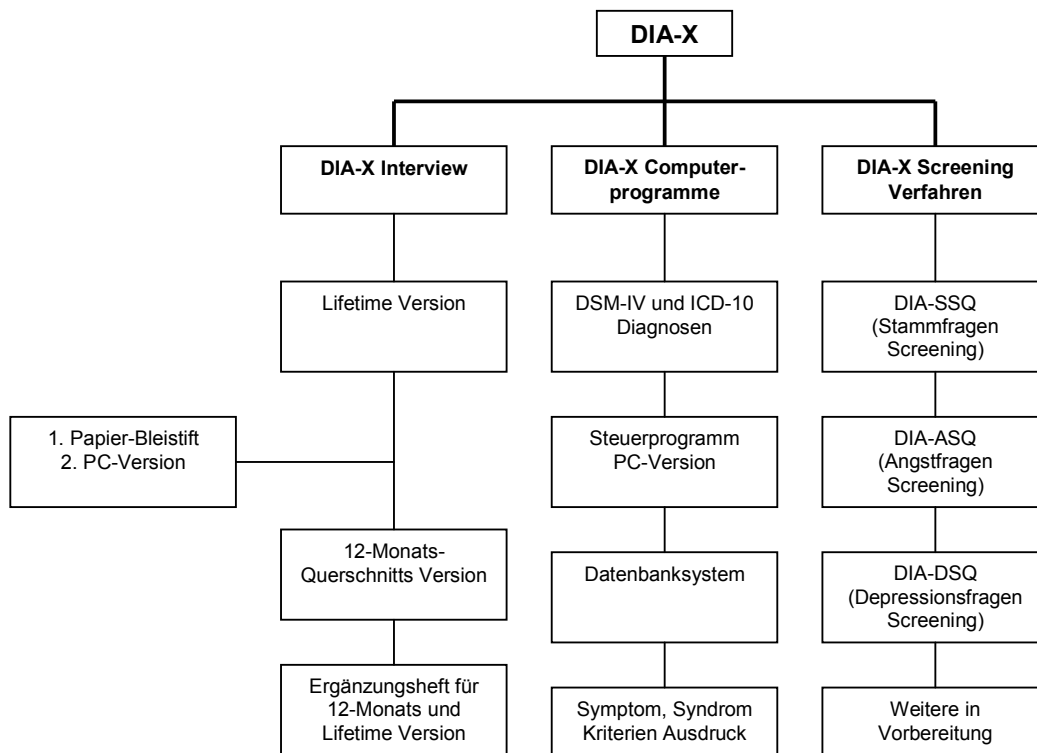 DIA-X
DIA-X Interview
DIA-X Computer-
programme
DIA-X Screening
Verfahren
Lifetime Version
DSM-IV und ICD-10
Diagnosen
DIA-SSQ
(Stammfragen
Screening)
1. Papier-Bleistift
2. PC-Version
Steuerprogramm
PC-Version
DIA-ASQ
(Angstfragen
Screening)
12-Monats-
Querschnitts Version
Datenbanksystem
DIA-DSQ
(Depressionsfragen
Screening)
Ergänzungsheft für
12-Monats und
Lifetime Version
Symptom, Syndrom
Kriterien Ausdruck
Weitere in
Vorbereitung